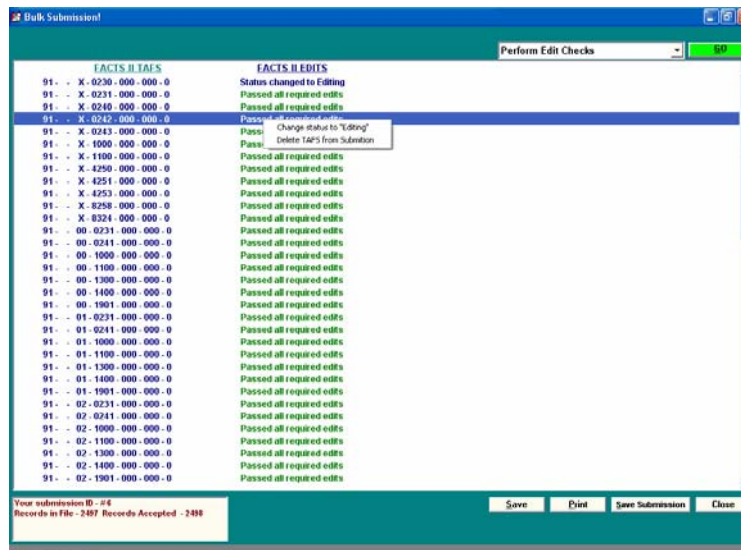 Bulk Submission!
Perform Edit Checks
GO
FACTS II TAFS FACTS II EDITS
91 - - X - 0230 - 000 - 000 - 0 Status changed to Editing
91 - - X - 0231 - 000 - 000 - 0 Passed all required edits
91 - - X - 0240 - 000 - 000 - 0 Passed all required edits
91 - - X - 0242 - 000 - 000 - 0 Passed all required edits
Change status to "Editing"
91 - - X - 0243 - 000 - 000 - 0 Pass
Delete TAFS from Submition
91 - - X - 1000 - 000 - 000 - 0 Pass
91 - - X - 1100 - 000 - 000 - 0 Passed all required edits
91 - - X - 4250 - 000 - 000 - 0 Passed all required edits
91 - - X - 4251 - 000 - 000 - 0 Passed all required edits
91 - - X - 4253 - 000 - 000 - 0 Passed all required edits
91 - - X - 8258 - 000 - 000 - 0 Passed all required edits
91 - - X - 8324 - 000 - 000 - 0 Passed all required edits
91 - - 00 - 0231 - 000 - 000 - 0 Passed all required edits
91 - - 00 - 0241 - 000 - 000 - 0 Passed all required edits
91 - - 00 - 1000 - 000 - 000 - 0 Passed all required edits
91 - - 00 - 1100 - 000 - 000 - 0 Passed all required edits
91 - - 00 - 1300 - 000 - 000 - 0 Passed all required edits
91 - - 00 - 1400 - 000 - 000 - 0 Passed all required edits
91 - - 00 - 1901 - 000 - 000 - 0 Passed all required edits
91 - - 01 - 0231 - 000 - 000 - 0 Passed all required edits
91 - - 01 - 0241 - 000 - 000 - 0 Passed all required edits
91 - - 01 - 1000 - 000 - 000 - 0 Passed all required edits
91 - - 01 - 1100 - 000 - 000 - 0 Passed all required edits
91 - - 01 - 1300 - 000 - 000 - 0 Passed all required edits
91 - - 01 - 1400 - 000 - 000 - 0 Passed all required edits
91 - - 01 - 1901 - 000 - 000 - 0 Passed all required edits
91 - - 02 - 0231 - 000 - 000 - 0 Passed all required edits
91 - - 02 - 0241 - 000 - 000 - 0 Passed all required edits
91 - - 02 - 1000 - 000 - 000 - 0 Passed all required edits
91 - - 02 - 1100 - 000 - 000 - 0 Passed all required edits
91 - - 02 - 1300 - 000 - 000 - 0 Passed all required edits
91 - - 02 - 1400 - 000 - 000 - 0 Passed all required edits
91 - - 02 - 1901 - 000 - 000 - 0 Passed all required edits
Your submission ID - #6
Records in File - 2497 Records Accepted - 2498
Save Print Save Submission Close